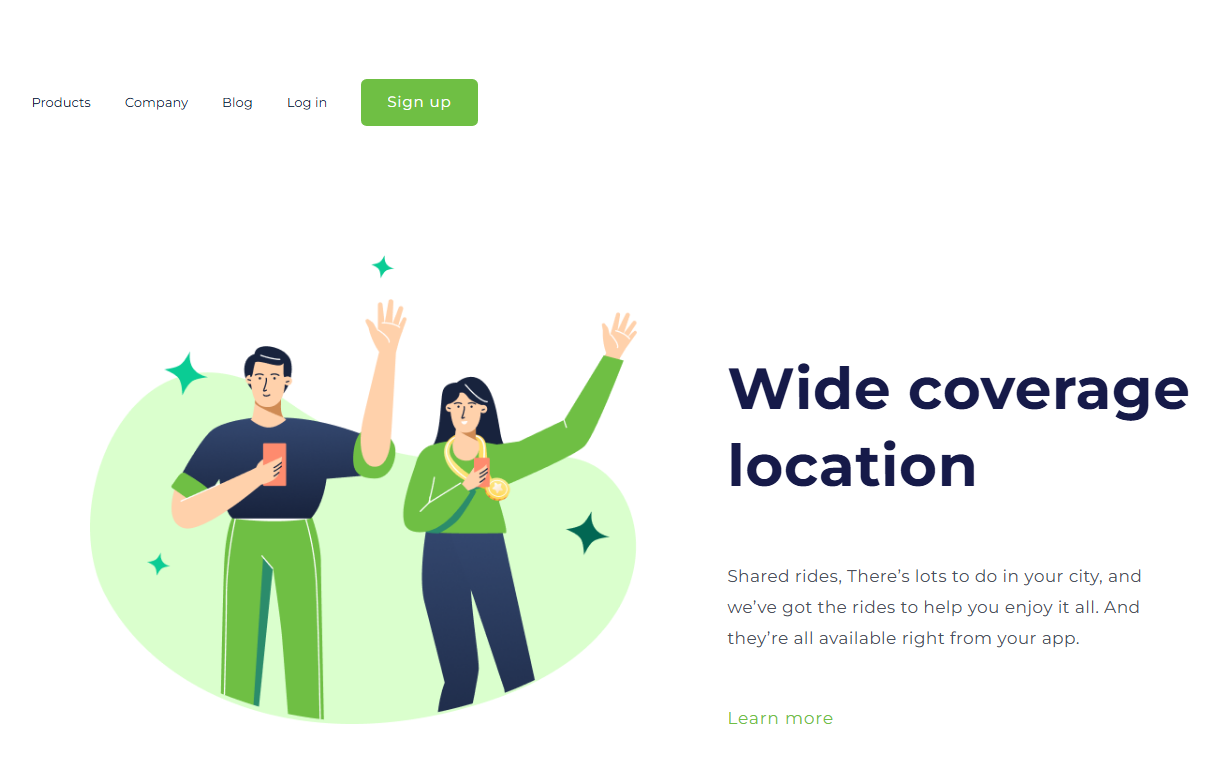 Products Company Blog Log in Sign up
Wide coverage
location
Shared rides, There’s lots to do in your city, and
we’ve got the rides to help you enjoy it all. And
they’re all available right from your app.
Learn more